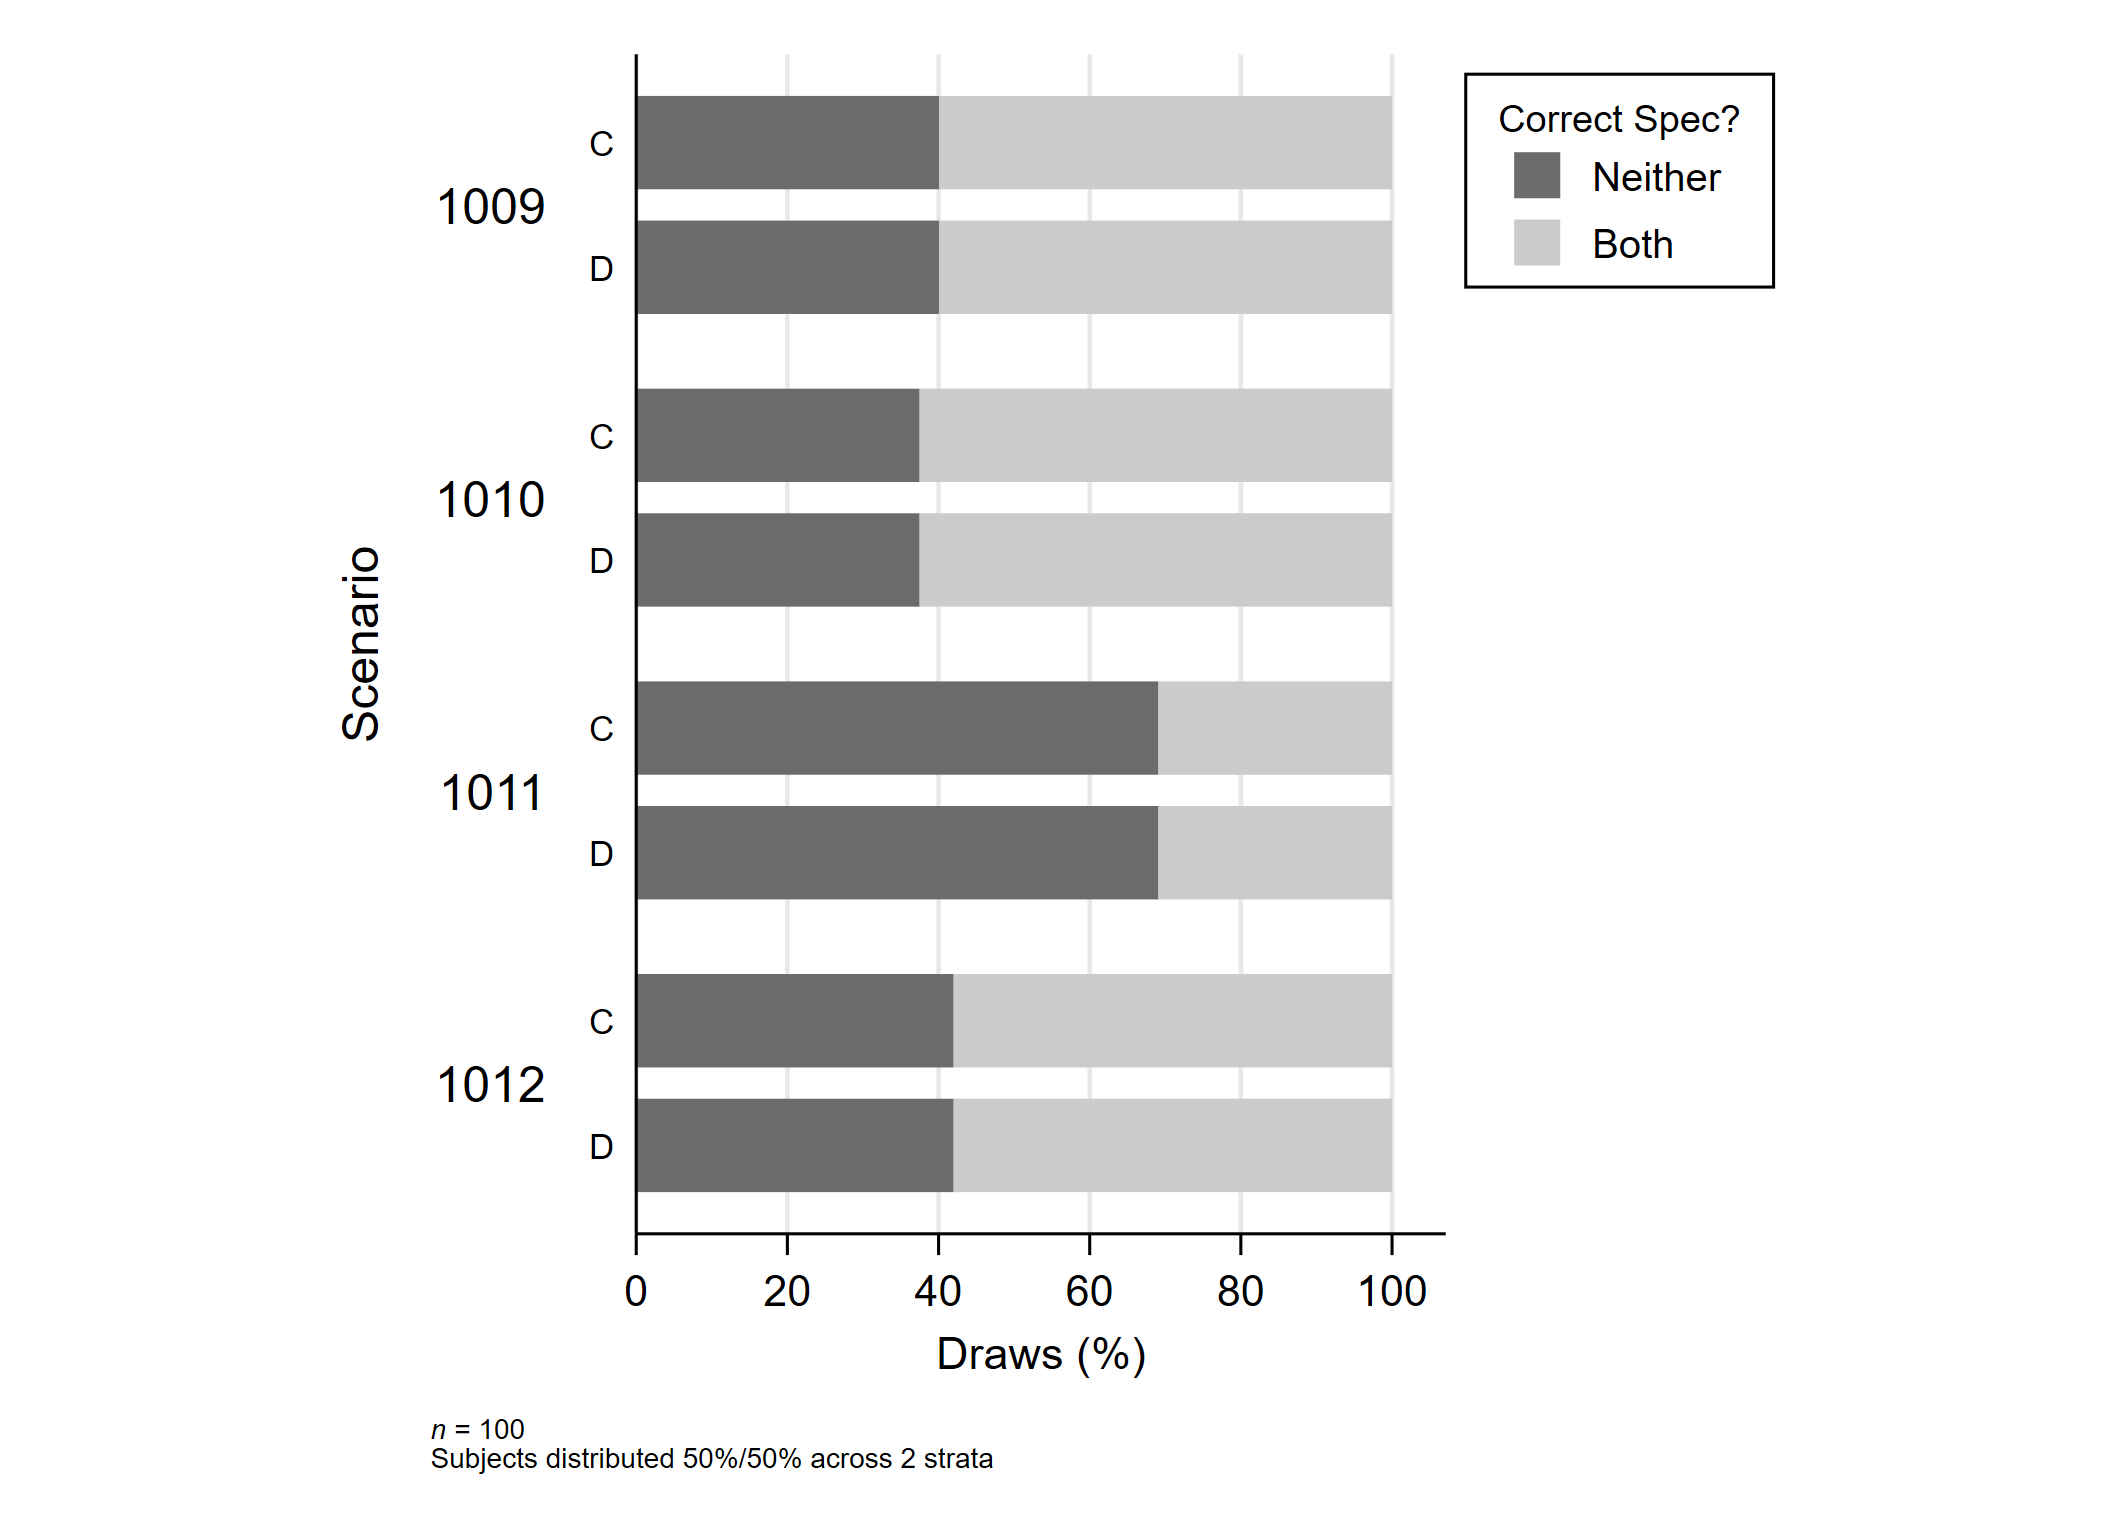 Correct Spec?
Neither
Both
Scenario
1009
C
D
1010
C
D
1011
C
D
1012
C
D
0 20 40 60 80 100
Draws (%)
n = 100
Subjects distributed 50%/50% across 2 strata